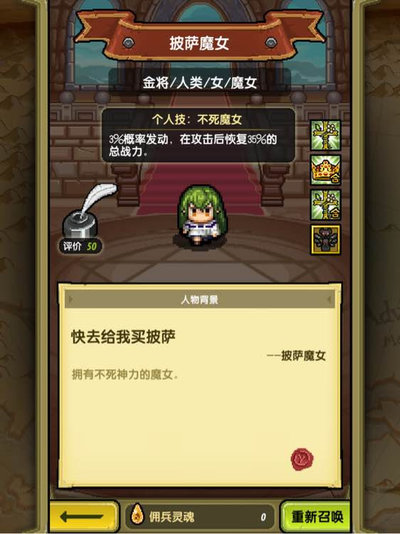 披萨魔女
金将/人类/女/魔女
个人技：不死魔女
3%概率发动，在攻击后恢复35%的
总战力。
评价 50
人物背景
快去给我买披萨
--披萨魔女
拥有不死神力的魔女。
佣兵灵魂 0
重新召唤